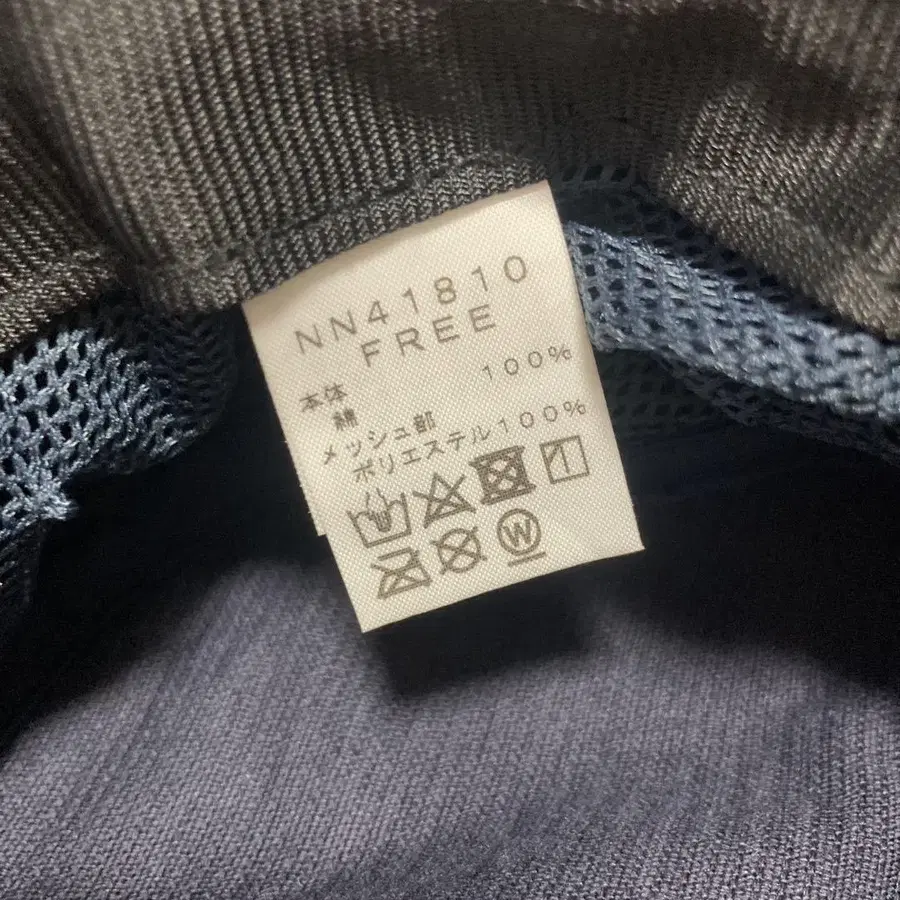 NN41810
FREE
本体
綿 100%
メッシュ部
ポリエステル100%
W